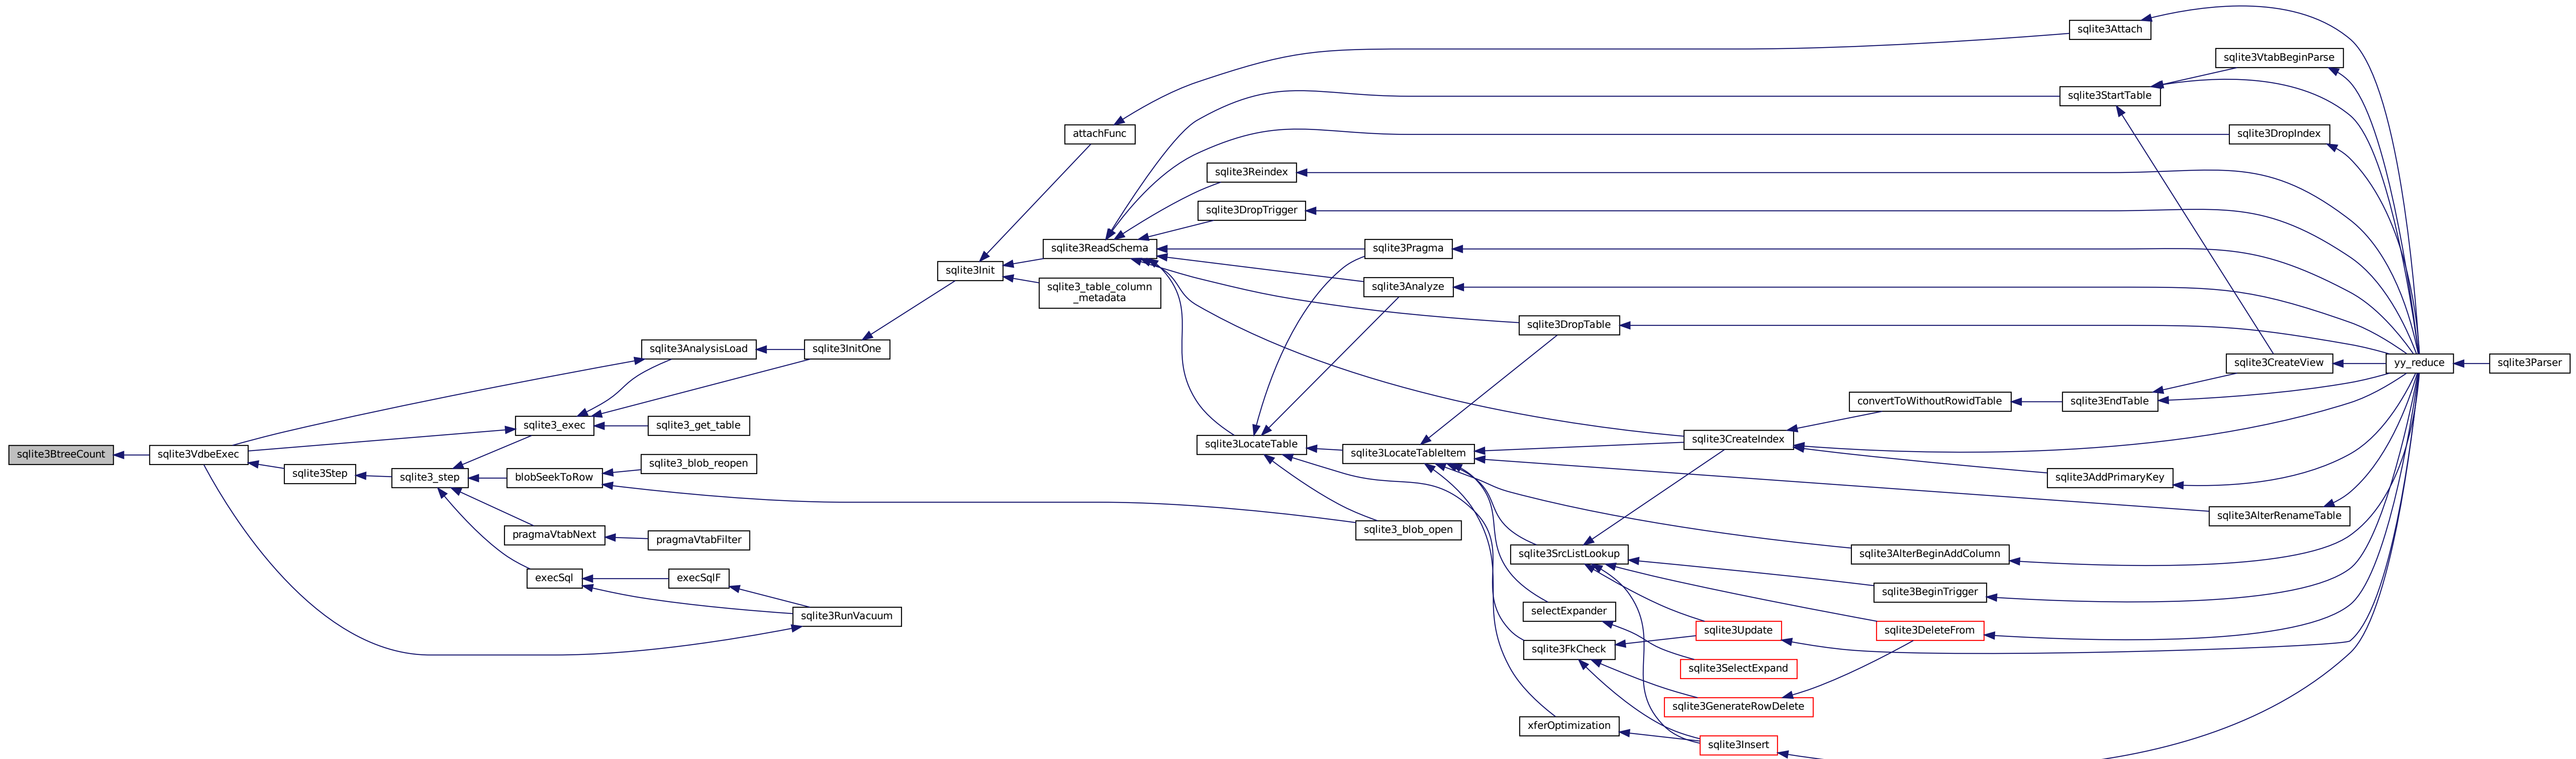 sqlite3Attach
sqlite3VtabBeginParse
sqlite3StartTable
attachFunc
sqlite3DropIndex
sqlite3Reindex
sqlite3DropTrigger
sqlite3ReadSchema
sqlite3Pragma
sqlite3Init
sqlite3_table_column
_metadata
sqlite3Analyze
sqlite3DropTable
sqlite3AnalysisLoad
sqlite3InitOne
sqlite3CreateView
yy_reduce
sqlite3Parser
convertToWithoutRowidTable
sqlite3EndTable
sqlite3_exec
sqlite3_get_table
sqlite3LocateTable
sqlite3CreateIndex
sqlite3BtreeCount
sqlite3VdbeExec
sqlite3LocateTableItem
sqlite3_blob_reopen
sqlite3Step
sqlite3_step
blobSeekToRow
sqlite3AddPrimaryKey
sqlite3AlterRenameTable
sqlite3_blob_open
pragmaVtabNext
pragmaVtabFilter
sqlite3SrcListLookup
sqlite3AlterBeginAddColumn
execSql
execSqlF
sqlite3BeginTrigger
selectExpander
sqlite3RunVacuum
sqlite3Update
sqlite3DeleteFrom
sqlite3FkCheck
sqlite3SelectExpand
sqlite3GenerateRowDelete
xferOptimization
sqlite3Insert